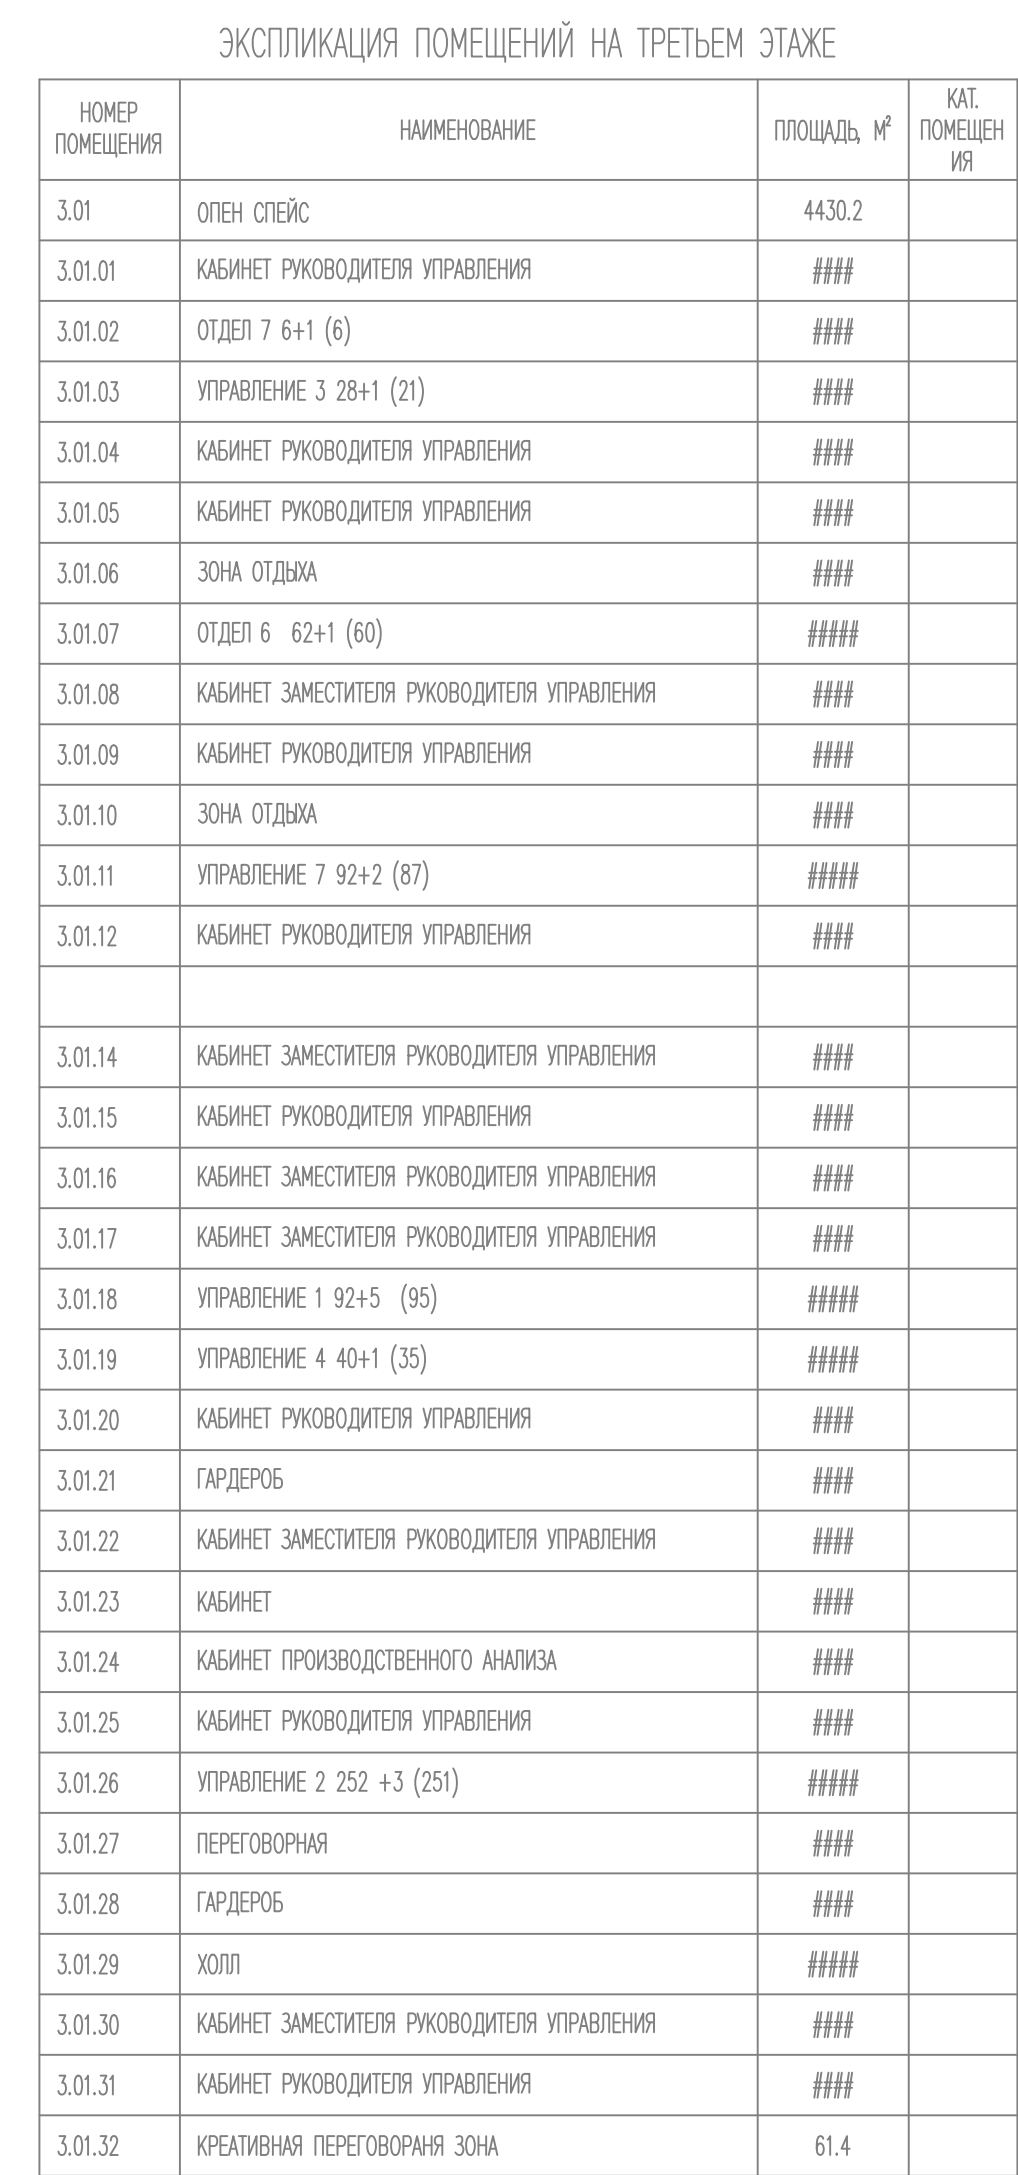 ЭКСПЛИКАЦИЯ ПОМЕЩЕНИЙ НА ТРЕТЬЕМ ЭТАЖЕ
НОМЕР ПОМЕЩЕНИЯ НАИМЕНОВАНИЕ ПЛОЩАДЬ, М² КАТ. ПОМЕЩЕН ИЯ
3.01 ОПЕН СПЕЙС 4430.2
3.01.01 КАБИНЕТ РУКОВОДИТЕЛЯ УПРАВЛЕНИЯ ####
3.01.02 ОТДЕЛ 7 6+1 (6) ####
3.01.03 УПРАВЛЕНИЕ 3 28+1 (21) ####
3.01.04 КАБИНЕТ РУКОВОДИТЕЛЯ УПРАВЛЕНИЯ ####
3.01.05 КАБИНЕТ РУКОВОДИТЕЛЯ УПРАВЛЕНИЯ ####
3.01.06 ЗОНА ОТДЫХА ####
3.01.07 ОТДЕЛ 6 62+1 (60) #####
3.01.08 КАБИНЕТ ЗАМЕСТИТЕЛЯ РУКОВОДИТЕЛЯ УПРАВЛЕНИЯ ####
3.01.09 КАБИНЕТ РУКОВОДИТЕЛЯ УПРАВЛЕНИЯ ####
3.01.10 ЗОНА ОТДЫХА ####
3.01.11 УПРАВЛЕНИЕ 7 92+2 (87) #####
3.01.12 КАБИНЕТ РУКОВОДИТЕЛЯ УПРАВЛЕНИЯ ####
3.01.14 КАБИНЕТ ЗАМЕСТИТЕЛЯ РУКОВОДИТЕЛЯ УПРАВЛЕНИЯ ####
3.01.15 КАБИНЕТ РУКОВОДИТЕЛЯ УПРАВЛЕНИЯ ####
3.01.16 КАБИНЕТ ЗАМЕСТИТЕЛЯ РУКОВОДИТЕЛЯ УПРАВЛЕНИЯ ####
3.01.17 КАБИНЕТ ЗАМЕСТИТЕЛЯ РУКОВОДИТЕЛЯ УПРАВЛЕНИЯ ####
3.01.18 УПРАВЛЕНИЕ 1 92+5 (95) #####
3.01.19 УПРАВЛЕНИЕ 4 40+1 (35) #####
3.01.20 КАБИНЕТ РУКОВОДИТЕЛЯ УПРАВЛЕНИЯ ####
3.01.21 ГАРДЕРОБ ####
3.01.22 КАБИНЕТ ЗАМЕСТИТЕЛЯ РУКОВОДИТЕЛЯ УПРАВЛЕНИЯ ####
3.01.23 КАБИНЕТ ####
3.01.24 КАБИНЕТ ПРОИЗВОДСТВЕННОГО АНАЛИЗА ####
3.01.25 КАБИНЕТ РУКОВОДИТЕЛЯ УПРАВЛЕНИЯ ####
3.01.26 УПРАВЛЕНИЕ 2 252 +3 (251) #####
3.01.27 ПЕРЕГОВОРНАЯ ####
3.01.28 ГАРДЕРОБ ####
3.01.29 ХОЛЛ #####
3.01.30 КАБИНЕТ ЗАМЕСТИТЕЛЯ РУКОВОДИТЕЛЯ УПРАВЛЕНИЯ ####
3.01.31 КАБИНЕТ РУКОВОДИТЕЛЯ УПРАВЛЕНИЯ ####
3.01.32 КРЕАТИВНАЯ ПЕРЕГОВОРАНЯ ЗОНА 61.4